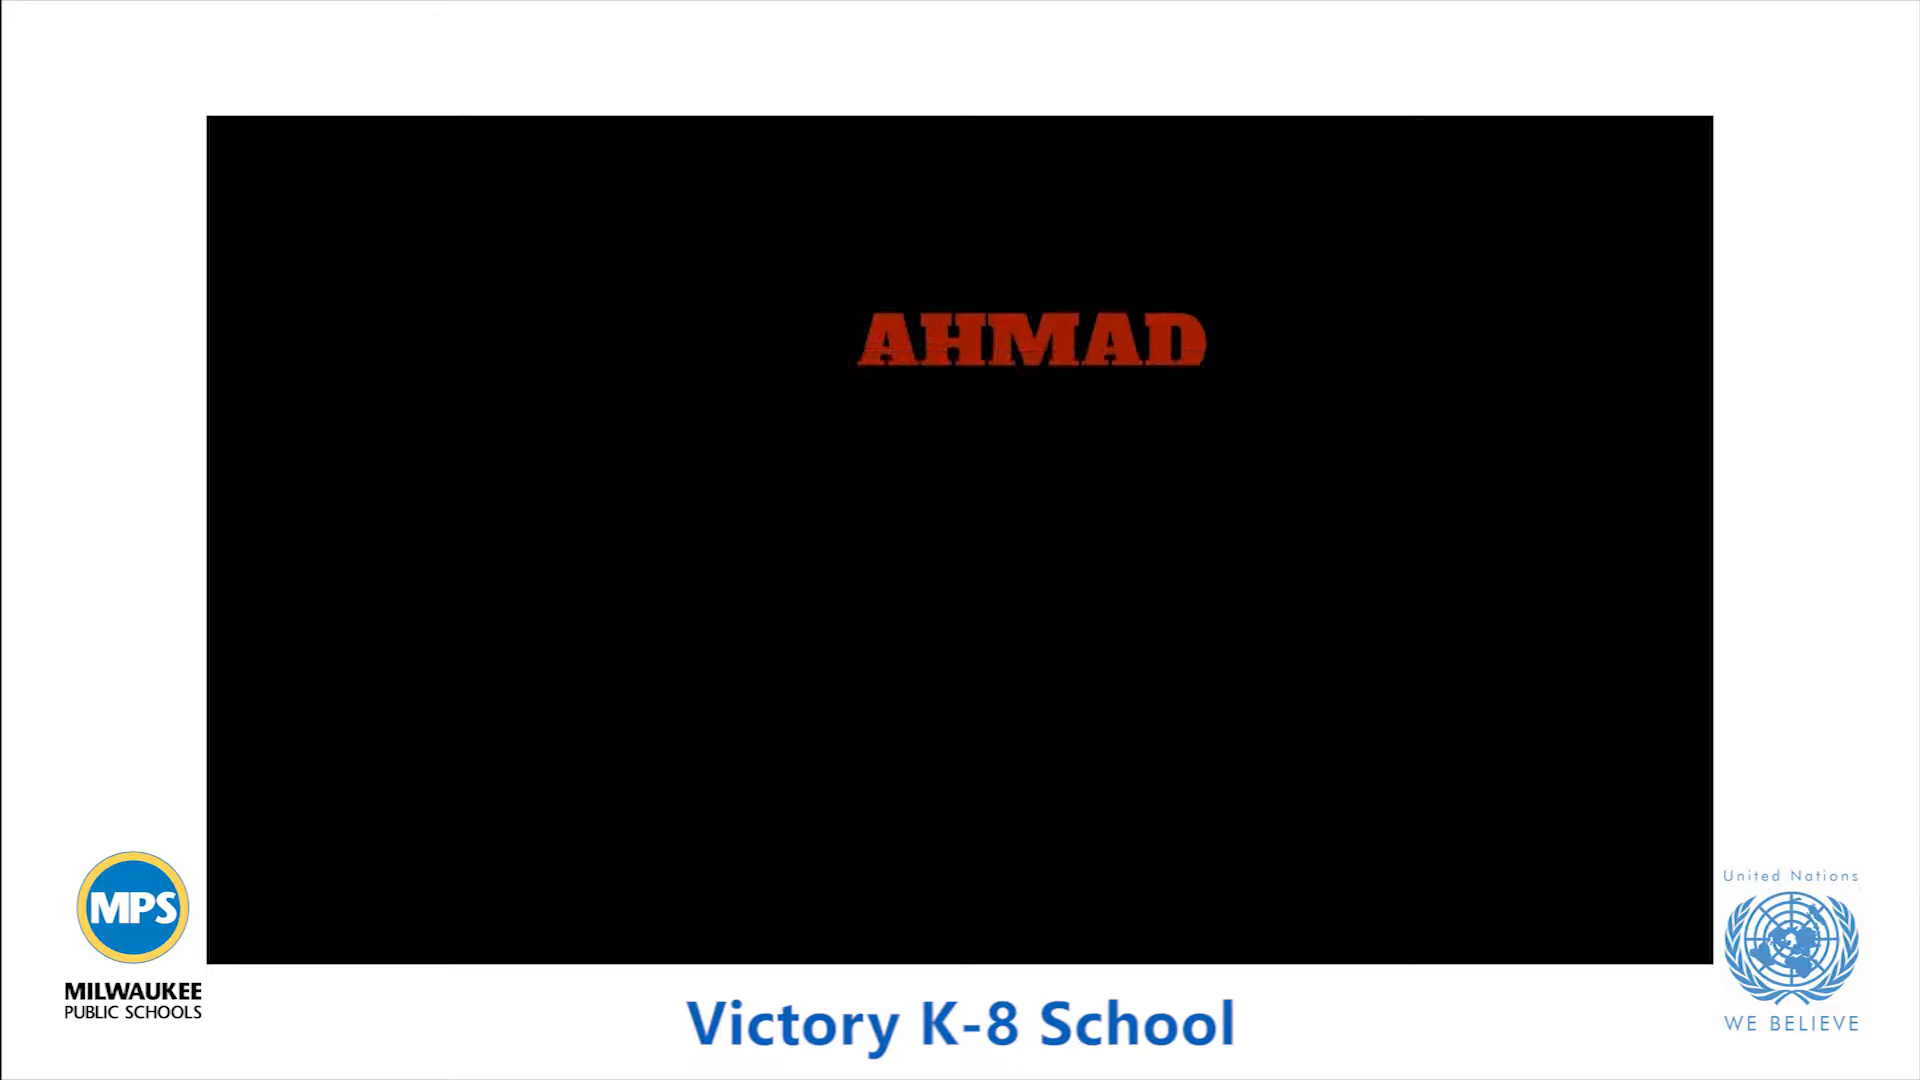 AHMAD
MPS
MILWAUKEE
PUBLIC SCHOOLS
Victory K-8 School
United Nations
WE BELIEVE